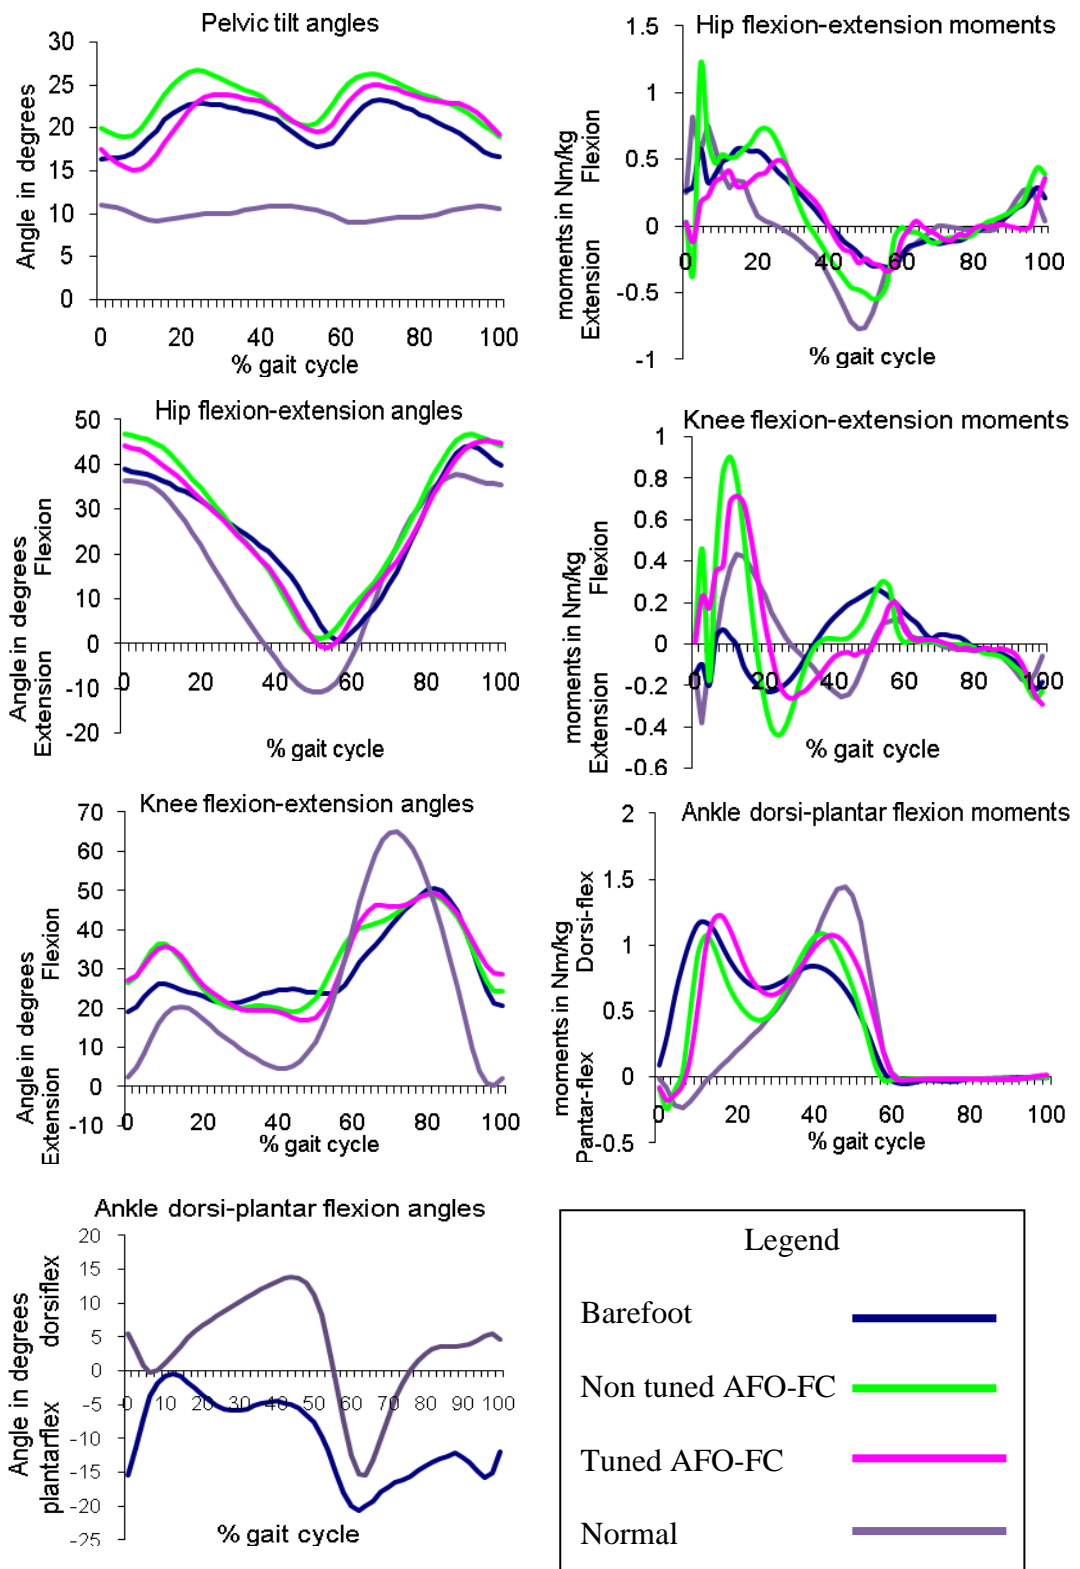 Pelvic tilt angles
30
25
20
15
10
5
0
Angle in degrees
0 20 40 60 80 100
% gait cycle
Hip flexion-extension moments
1.5
1
0.5
0
-0.5
-1
moments in Nm/kg
Extension Flexion
0 20 40 60 80 100
% gait cycle
Hip flexion-extension angles
50
40
30
20
10
0
-10
-20
Angle in degrees
Extension Flexion
0 20 40 60 80 100
% gait cycle
Knee flexion-extension moments
1
0.8
0.6
0.4
0.2
0
-0.2
-0.4
-0.6
moments in Nm/kg
Extension Flexion
0 20 40 60 80 100
% gait cycle
Knee flexion-extension angles
70
60
50
40
30
20
10
0
-10
Angle in degrees
Extension Flexion
0 20 40 60 80 100
% gait cycle
Ankle dorsi-plantar flexion moments
2
1.5
1
0.5
0
-0.5
moments in Nm/kg
Pantar-flex Dorsi-flex
0 20 40 60 80 100
% gait cycle
Ankle dorsi-plantar flexion angles
20
15
10
5
0
-5
-10
-15
-20
-25
Angle in degrees
plantarflex dorsiflex
0 10 20 30 40 50 60 70 80 90 100
% gait cycle
Legend
Barefoot
Non tuned AFO-FC
Tuned AFO-FC
Normal